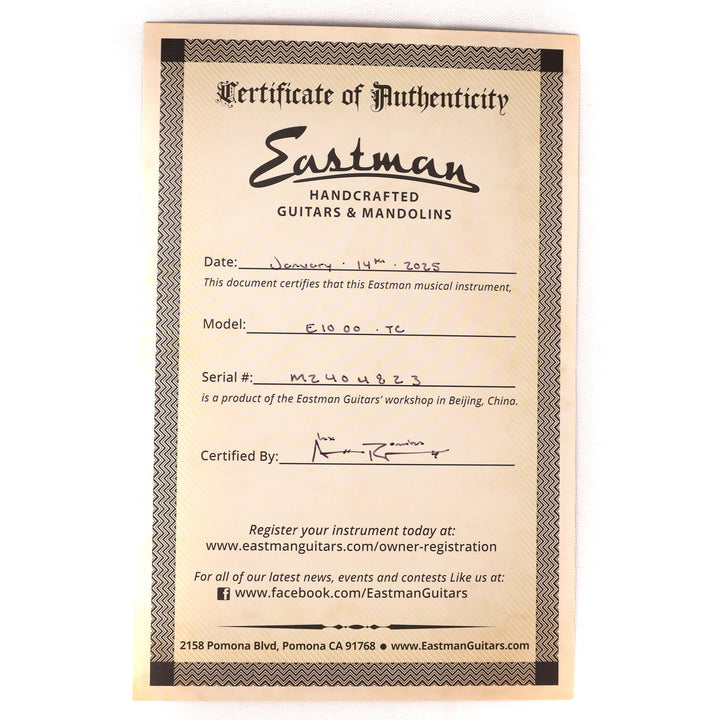 Certificate of Authenticity
Eastman
HANDCRAFTED
GUITARS & MANDOLINS
Date: January . 14th . 2025
This document certifies that this Eastman musical instrument,
Model: E10 00 . TC
Serial #: M2404823
is a product of the Eastman Guitars' workshop in Beijing, China.
Certified By:
Register your instrument today at:
www.eastmanguitars.com/owner-registration
For all of our latest news, events and contests Like us at:
www.facebook.com/EastmanGuitars
2158 Pomona Blvd, Pomona CA 91768 ● www.EastmanGuitars.com